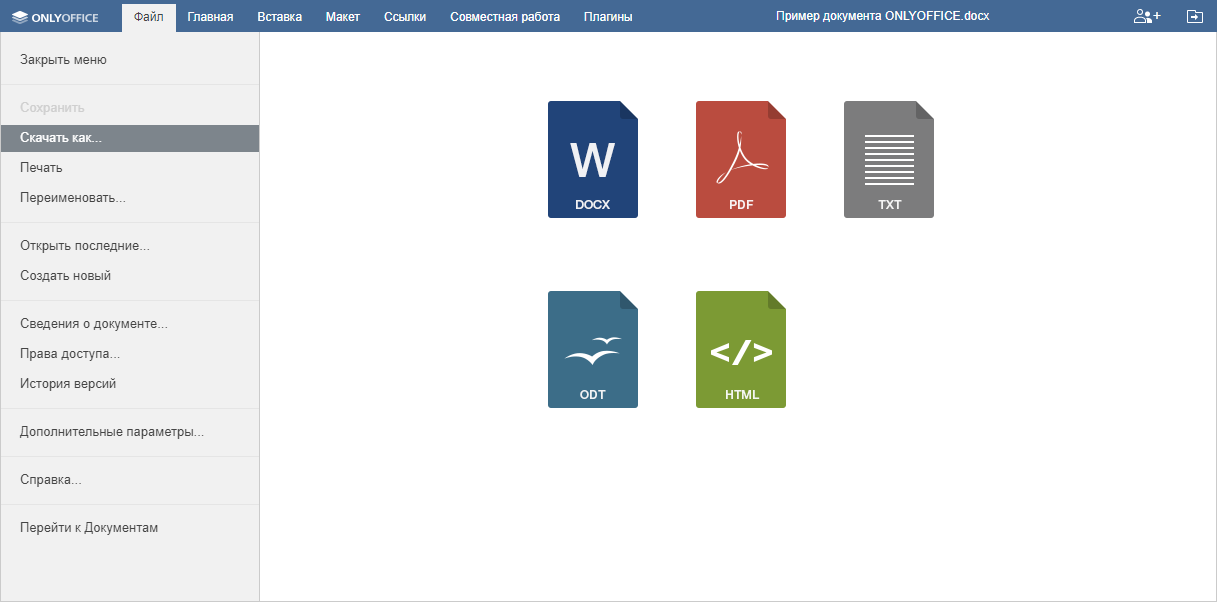 ONLYOFFICE Файл Главная Вставка Макет Ссылки Совместная работа Плагины Пример документа ONLYOFFICE.docx
Закрыть меню
Сохранить
Скачать как...
Печать
Переименовать...
Открыть последние...
Создать новый
Сведения о документе...
Права доступа...
История версий
Дополнительные параметры...
Справка...
Перейти к Документам
W
DOCX PDF TXT
</>
ODT HTML